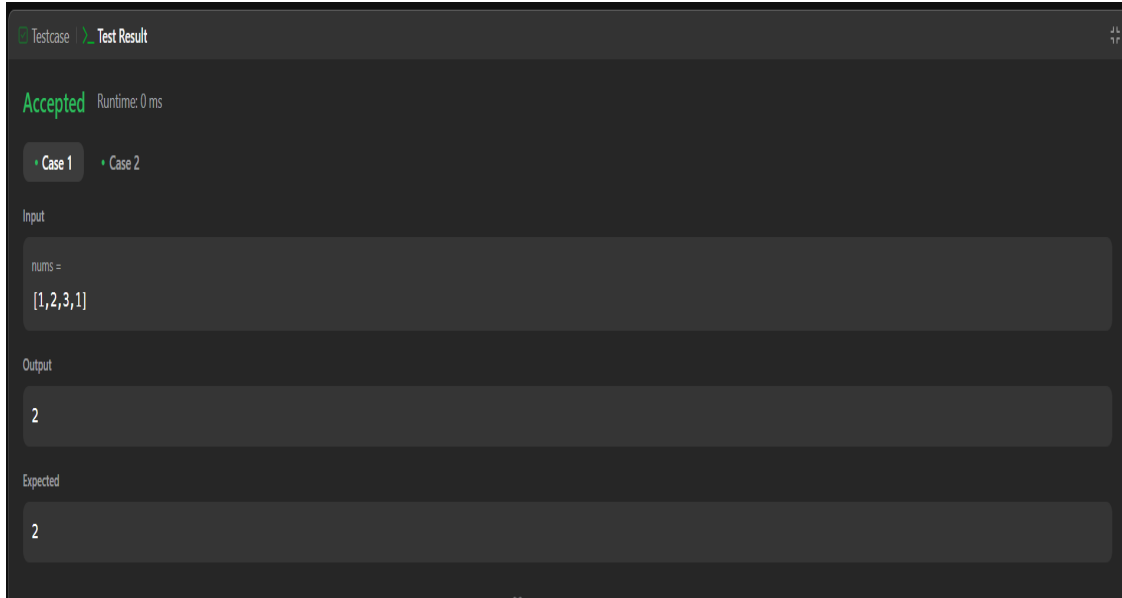 Testcase | >_ Test Result
Accepted Runtime: 0 ms
• Case 1 • Case 2
Input
nums =
[1,2,3,1]
Output
2
Expected
2